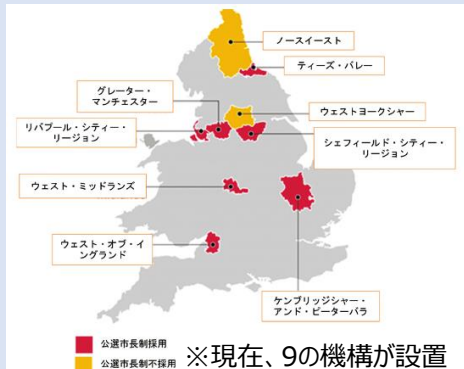 ノースイースト
ティーズ・バレー
グレーター・
マンチェスター
ウェストヨークシャー
リバプール・シティー・
リージョン
シェフィールド・シティー・
リージョン
ウェスト・ミッドランズ
ウェスト・オブ・イ
ングランド
ケンブリッジシャー・
アンド・ピーターバラ
公選市長制採用
公選市長制不採用
※現在、9の機構が設置